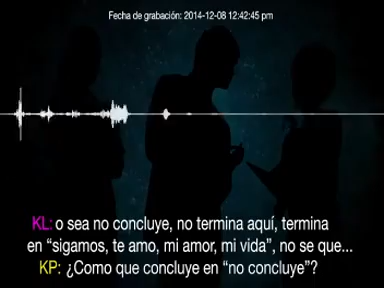 Fecha de grabación: 2014-12-08 12:42:45 pm
KL: o sea no concluye, no termina aquí, termina
en “sigamos, te amo, mi amor, mi vida”, no se que...
KP: ¿Como que concluye en “no concluye”?